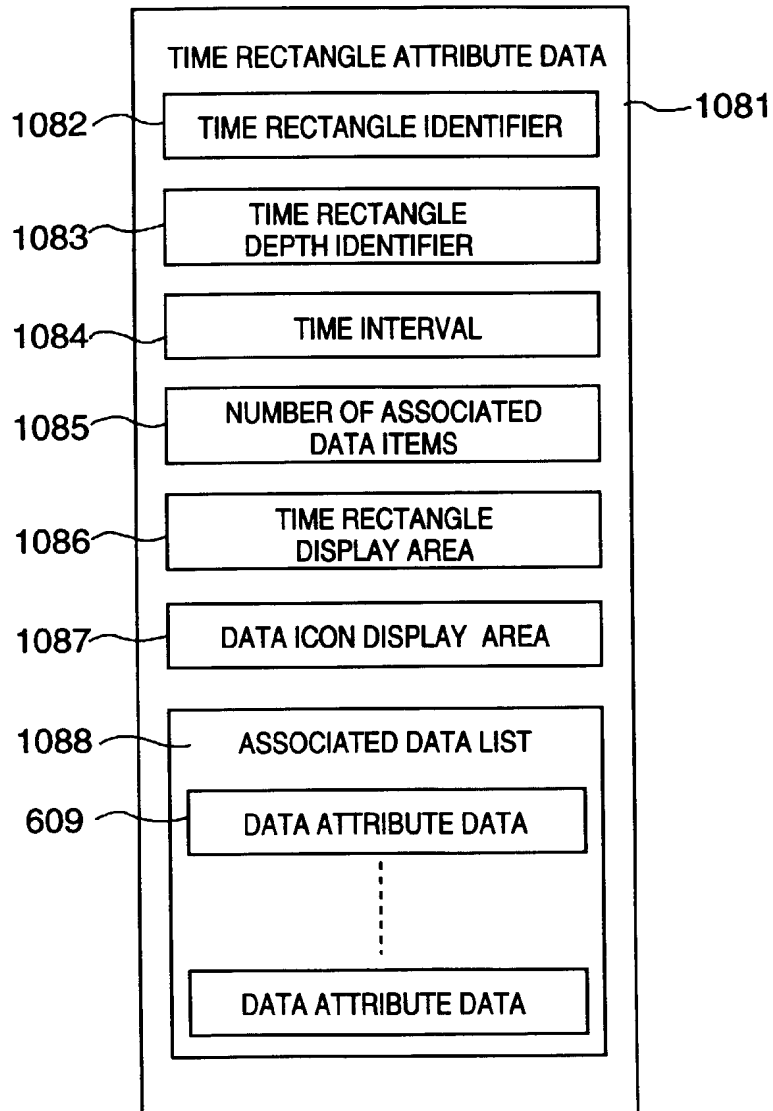 TIME RECTANGLE ATTRIBUTE DATA
1081
1082
TIME RECTANGLE IDENTIFIER
1083
TIME RECTANGLE
DEPTH IDENTIFIER
1084
TIME INTERVAL
1085
NUMBER OF ASSOCIATED
DATA ITEMS
1086
TIME RECTANGLE
DISPLAY AREA
1087
DATA ICON DISPLAY AREA
1088
ASSOCIATED DATA LIST
609
DATA ATTRIBUTE DATA
DATA ATTRIBUTE DATA